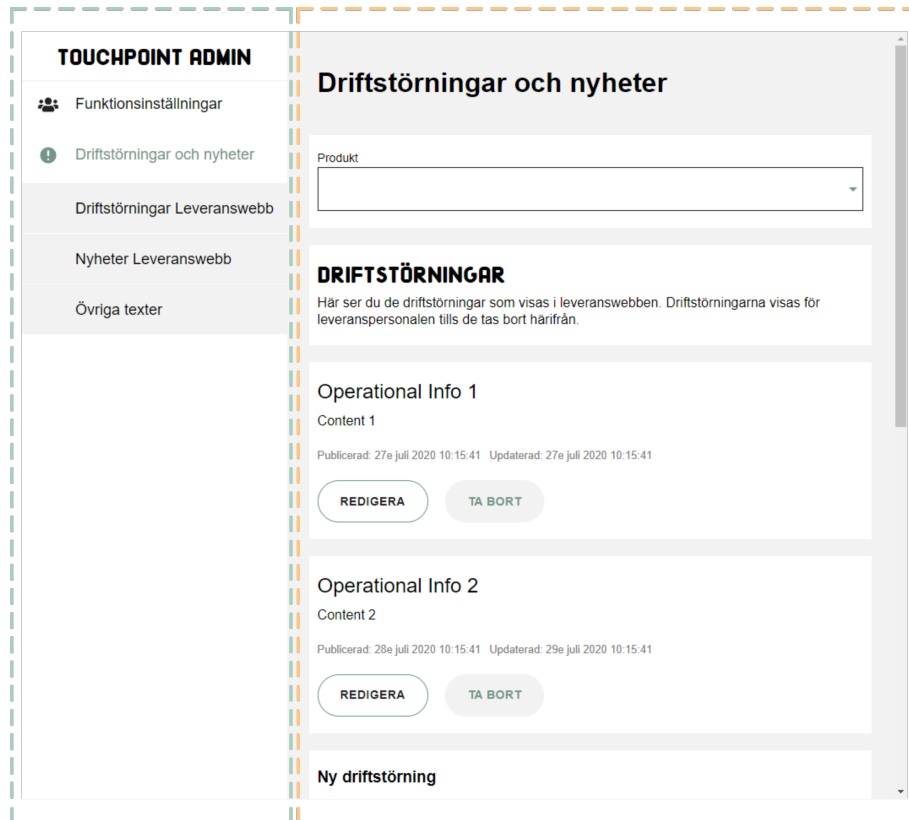 TOUCHPOINT ADMIN
Funktionsinställningar
Driftstörningar och nyheter
Driftstörningar Leveranswebb
Nyheter Leveranswebb
Övriga texter
Driftstörningar och nyheter
Produkt
DRIFTSTÖRNINGAR
Här ser du de driftstörningar som visas i leveranswebben. Driftstörningarna visas för
leveranspersonalen tills de tas bort härifrån.
Operational Info 1
Content 1
Publicerad: 27e juli 2020 10:15:41 Updaterad: 27e juli 2020 10:15:41
REDIGERA TA BORT
Operational Info 2
Content 2
Publicerad: 28e juli 2020 10:15:41 Updaterad: 29e juli 2020 10:15:41
REDIGERA TA BORT
Ny driftstörning